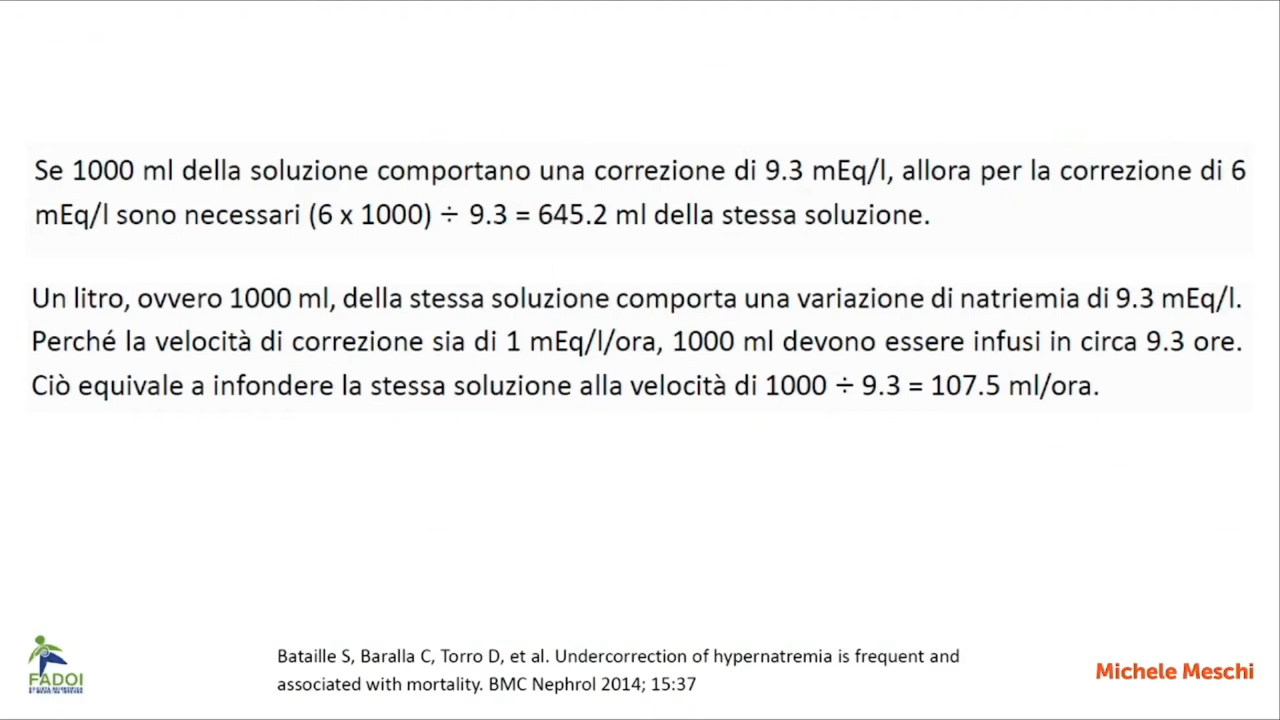 Se 1000 ml della soluzione comportano una correzione di 9.3 mEq/l, allora per la correzione di 6
mEq/l sono necessari (6 x 1000) ÷ 9.3 = 645.2 ml della stessa soluzione.
Un litro, ovvero 1000 ml, della stessa soluzione comporta una variazione di natriemia di 9.3 mEq/l.
Perché la velocità di correzione sia di 1 mEq/l/ora, 1000 ml devono essere infusi in circa 9.3 ore.
Ciò equivale a infondere la stessa soluzione alla velocità di 1000 ÷ 9.3 = 107.5 ml/ora.
Bataille S, Baralla C, Torro D, et al. Undercorrection of hypernatremia is frequent and
associated with mortality. BMC Nephrol 2014; 15:37
FADOI
Michele Meschi